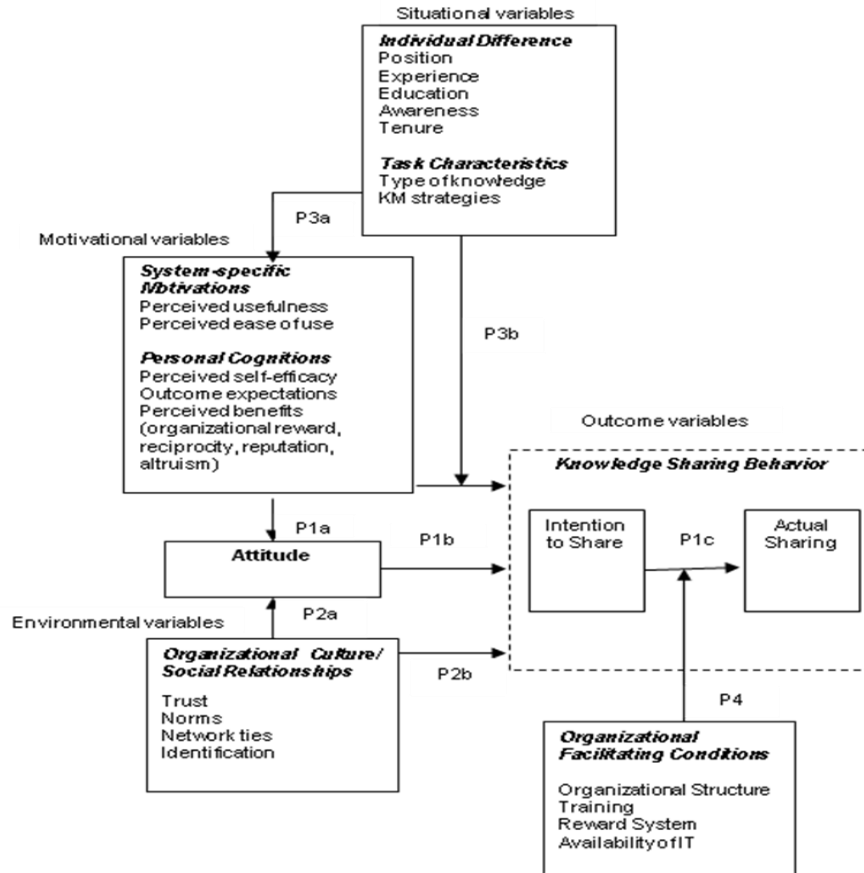 Situational variables
Individual Difference
Position
Experience
Education
Awareness
Tenure
Task Characteristics
Type of knowledge
KM strategies
P3a
Motivational variables
System-specific
Motivations
Perceived usefulness
Perceived ease of use
Personal Cognitions
Perceived self-efficacy
Outcome expectations
Perceived benefits
(organizational reward,
reciprocity, reputation,
altruism)
P3b
Outcome variables
Knowledge Sharing Behavior
Intention
to Share
P1c
Actual
Sharing
P1a
Attitude
P1b
P2a
Environmental variables
Organizational Culture/
Social Relationships
Trust
Norms
Network ties
Identification
P2b
P4
Organizational
Facilitating Conditions
Organizational Structure
Training
Reward System
Availability of IT